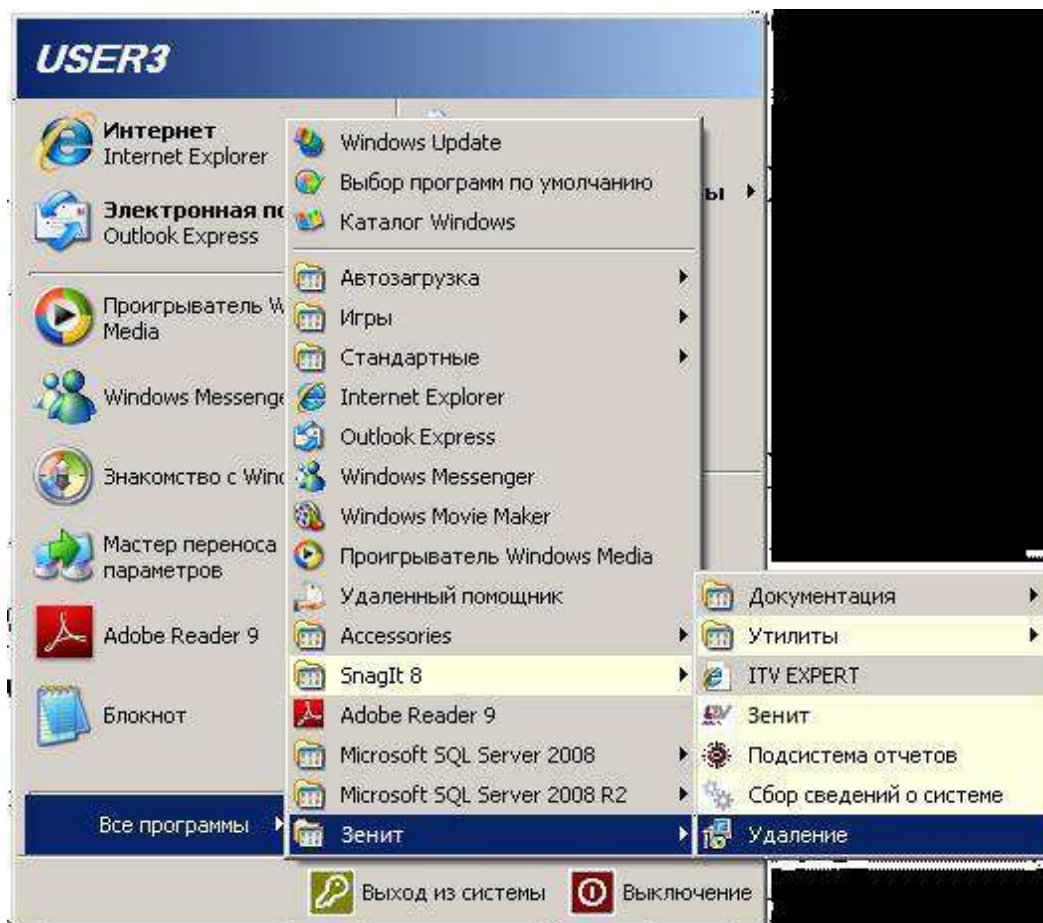 USER3
Интернет
Internet Explorer
Электронная по
Outlook Express
Проигрыватель W
Media
Windows Messenge
Знакомство с Wind
Мастер переноса
параметров
Adobe Reader 9
Блокнот
Все программы
ы
Windows Update
Выбор программ по умолчанию
Каталог Windows
Автозагрузка
Игры
Стандартные
Internet Explorer
Outlook Express
Windows Messenger
Windows Movie Maker
Проигрыватель Windows Media
Удаленный помощник
Accessories
SnagIt 8
Adobe Reader 9
Microsoft SQL Server 2008
Microsoft SQL Server 2008 R2
Зенит
Документация
Утилиты
ITV EXPERT
Зенит
Подсистема отчетов
Сбор сведений о системе
Удаление
Выход из системы
Выключение